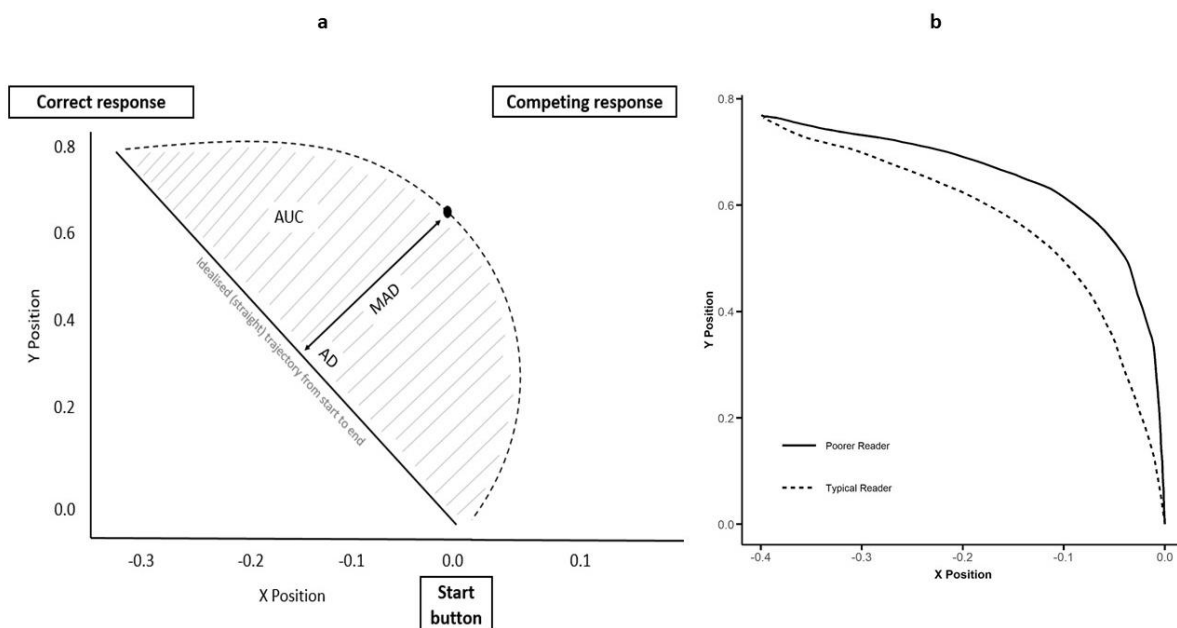 a
Correct response
Competing response
0.8
0.6
0.4
0.2
0.0
Y Position
AUC
MAD
AD
Idealised (straight) trajectory from start to end
-0.3
-0.2
-0.1
0.0
0.1
X Position
Start
button
b
0.8
0.6
0.4
0.2
0.0
Y Position
Poorer Reader
Typical Reader
-0.4
-0.3
-0.2
-0.1
0.0
X Position